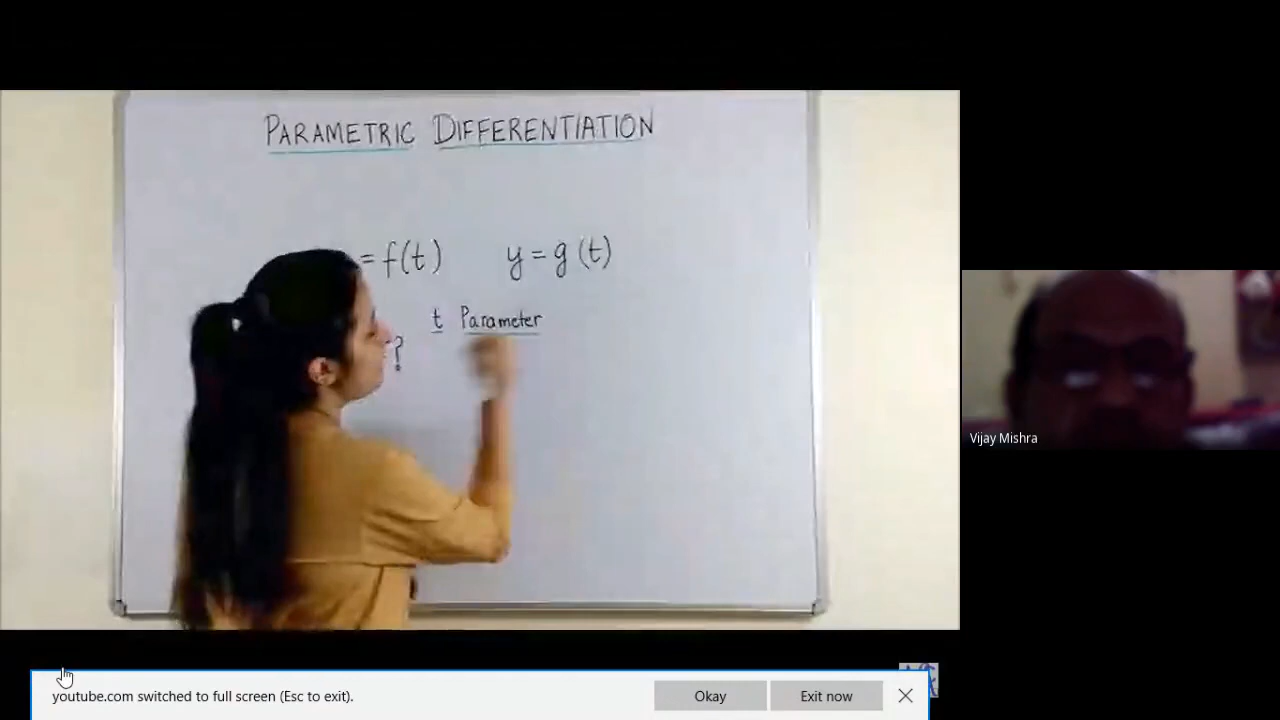 PARAMETRIC DIFFERENTIATION
= f(t) y = g (t)
t Parameter
?
Vijay Mishra
youtube.com switched to full screen (Esc to exit).
Okay
Exit now